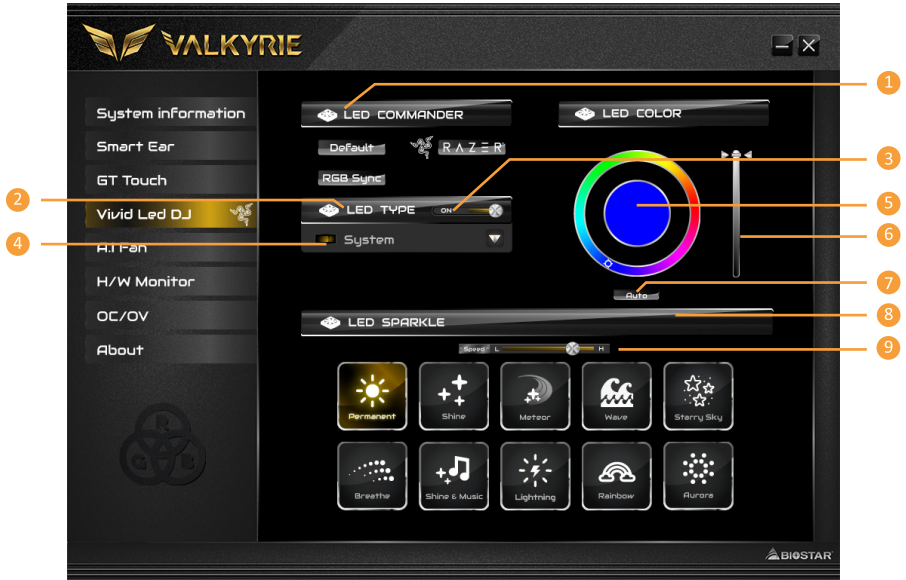 VALKYRIE
System information
Smart Ear
GT Touch
Vivid Led DJ
A.I Fan
H/W Monitor
OC/OV
About
R
G
B
LED COMMANDER
Default
RAZER
RGB Sync
LED TYPE
ON
System
LED COLOR
Auto
LED SPARKLE
Speed L H
Permanent
Shine
Meteor
Wave
Starry Sky
Breathe
Shine & Music
Lightning
Rainbow
Aurora
BIOSTAR
1
2
3
4
5
6
7
8
9